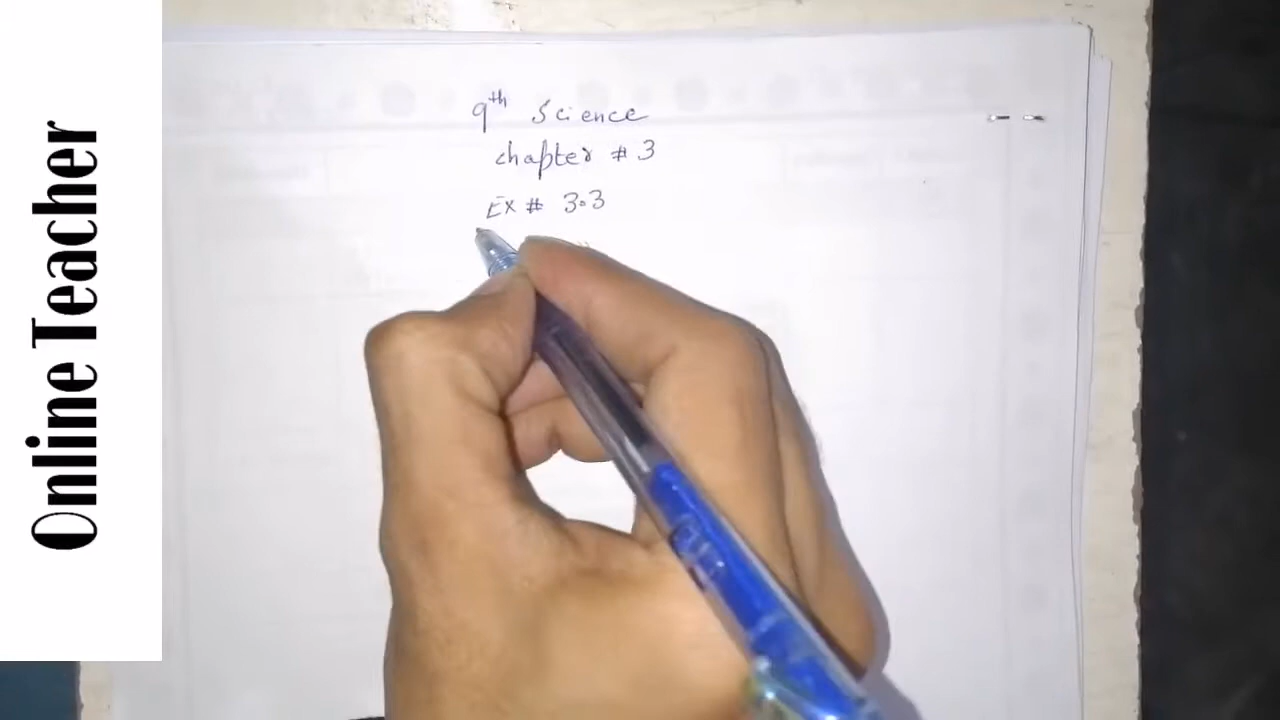 Online Teacher
9th Science
chapter # 3
Ex # 3.3